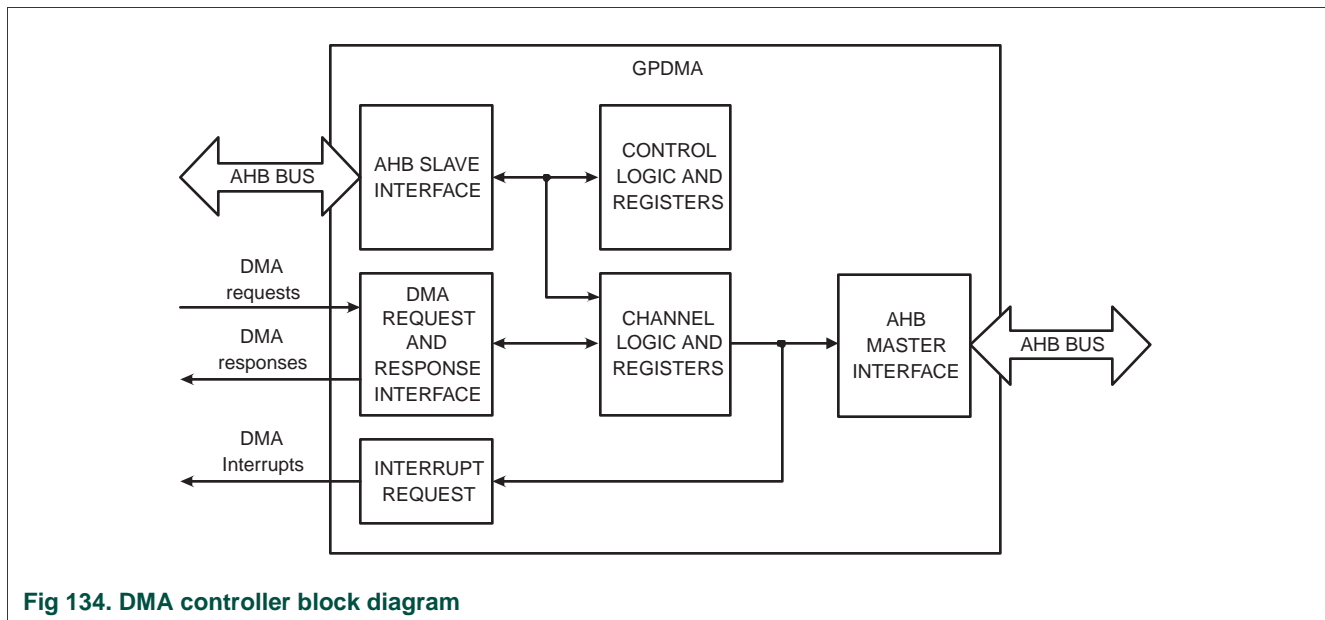 GPDMA
AHB BUS
AHB SLAVE
INTERFACE
CONTROL
LOGIC AND
REGISTERS
DMA
requests
DMA
responses
DMA
REQUEST
AND
RESPONSE
INTERFACE
CHANNEL
LOGIC AND
REGISTERS
AHB
MASTER
INTERFACE
AHB BUS
DMA
Interrupts
INTERRUPT
REQUEST
Fig 134. DMA controller block diagram